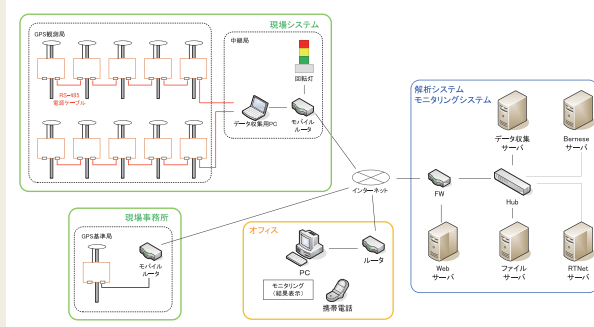 現場システム
GPS観測局
中継局
回転灯
RS-485
電源ケーブル
データ収集用PC
モバイル
ルータ
解析システム
モニタリングシステム
データ収集
サーバ
Bernese
サーバ
インターネット
FW
Hub
Web
サーバ
ファイル
サーバ
RTNet
サーバ
現場事務所
GPS基準局
モバイル
ルータ
オフィス
PC
ルータ
モニタリング
(結果表示)
携帯電話